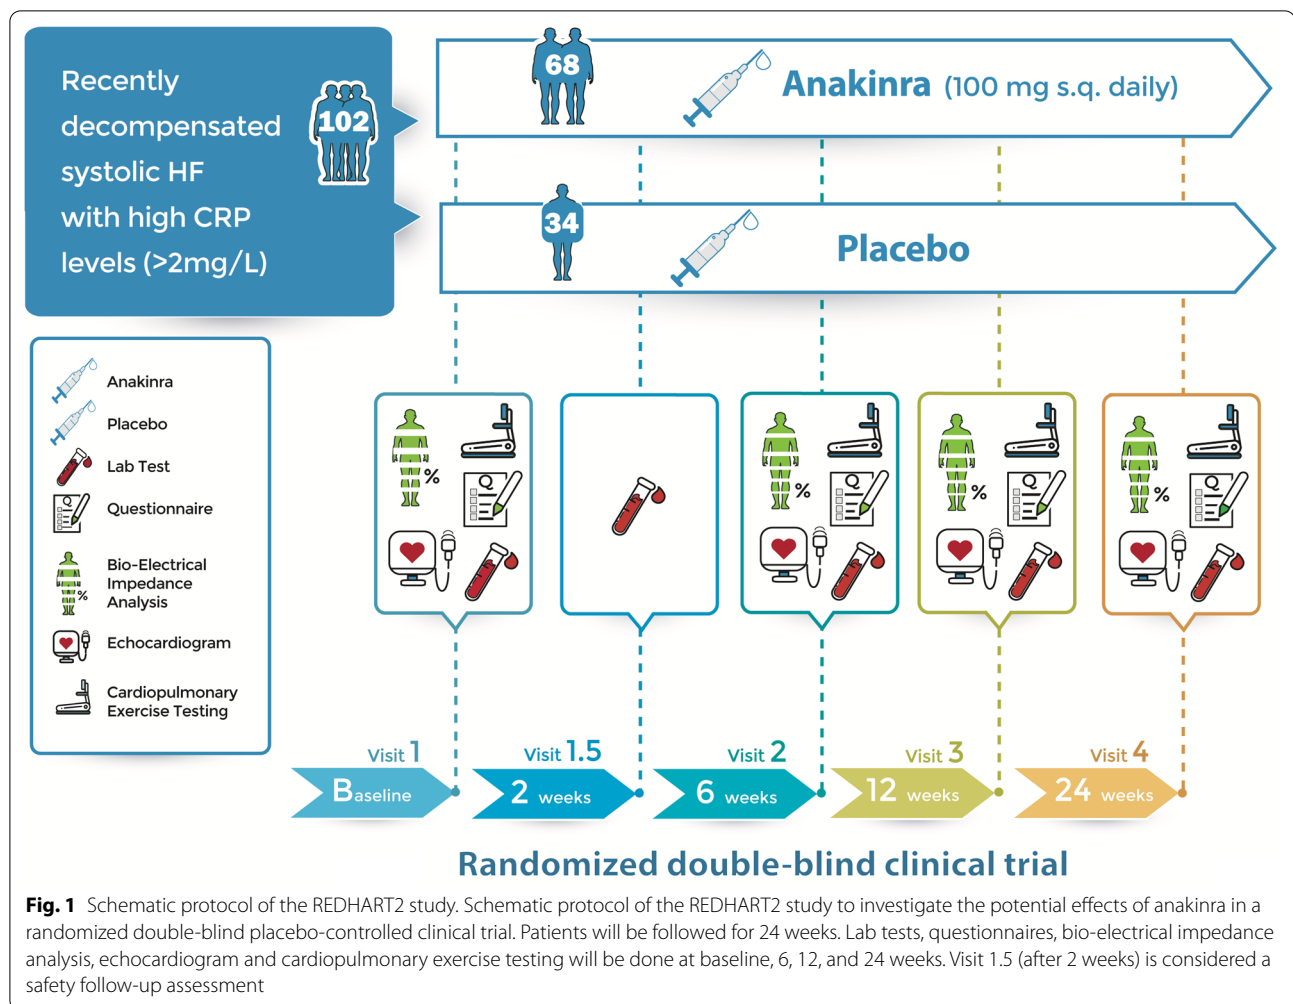 Recently
decompensated
systolic HF
with high CRP
levels (>2mg/L)
102
68
Anakinra (100 mg s.q. daily)
34
Placebo
Anakinra
Placebo
Lab Test
Q
Questionnaire
%
Bio-Electrical
Impedance
Analysis
Echocardiogram
Cardiopulmonary
Exercise Testing
%
Q
%
Q
%
Q
%
Q
Visit 1
Baseline
Visit 1.5
2 weeks
Visit 2
6 weeks
Visit 3
12 weeks
Visit 4
24 weeks
Randomized double-blind clinical trial
Fig. 1 Schematic protocol of the REDHART2 study. Schematic protocol of the REDHART2 study to investigate the potential effects of anakinra in a
randomized double-blind placebo-controlled clinical trial. Patients will be followed for 24 weeks. Lab tests, questionnaires, bio-electrical impedance
analysis, echocardiogram and cardiopulmonary exercise testing will be done at baseline, 6, 12, and 24 weeks. Visit 1.5 (after 2 weeks) is considered a
safety follow-up assessment